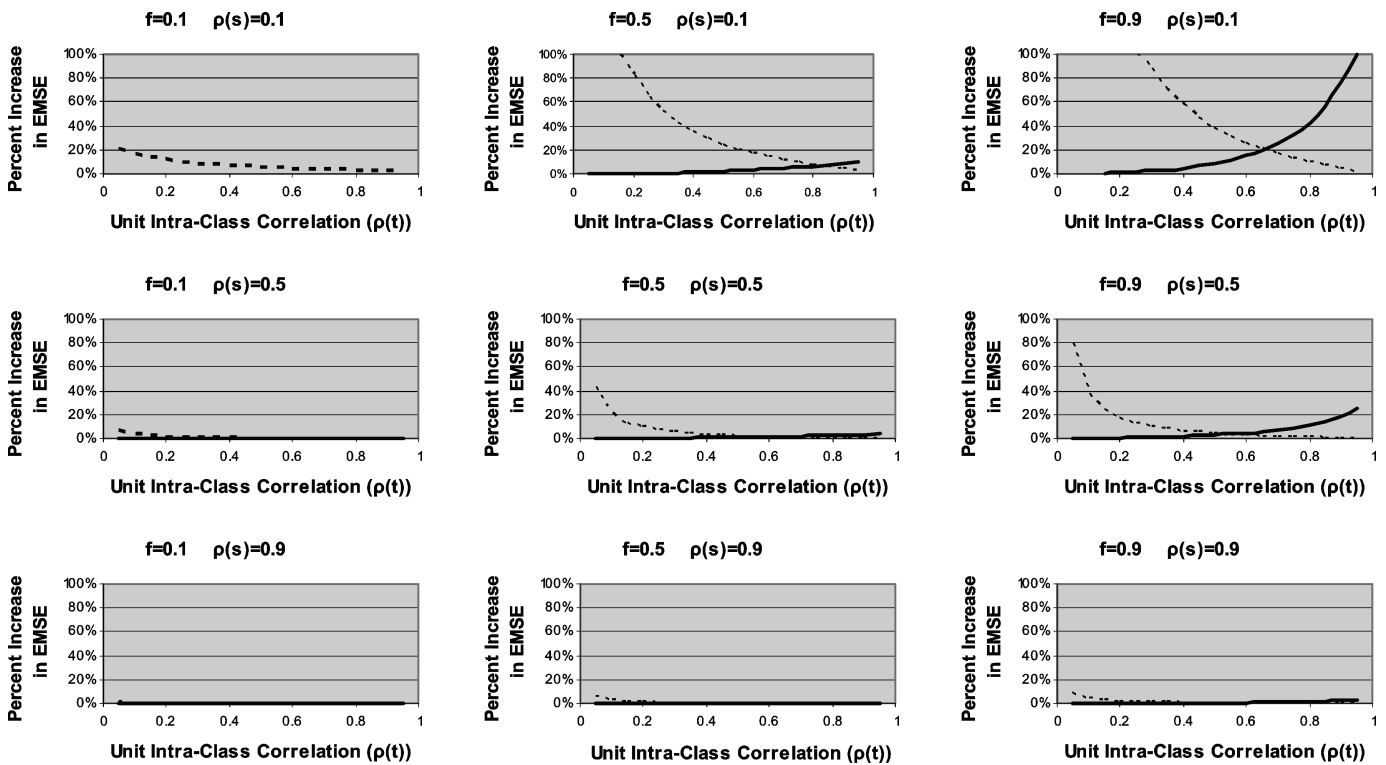 f=0.1 ρ(s)=0.1
Percent Increase
in EMSE
100%
80%
60%
40%
20%
0%
0 0.2 0.4 0.6 0.8 1
Unit Intra-Class Correlation (ρ(t))
f=0.5 ρ(s)=0.1
Percent Increase
in EMSE
100%
80%
60%
40%
20%
0%
0 0.2 0.4 0.6 0.8 1
Unit Intra-Class Correlation (ρ(t))
f=0.9 ρ(s)=0.1
Percent Increase
in EMSE
100%
80%
60%
40%
20%
0%
0 0.2 0.4 0.6 0.8 1
Unit Intra-Class Correlation (ρ(t))
f=0.1 ρ(s)=0.5
Percent Increase
in EMSE
100%
80%
60%
40%
20%
0%
0 0.2 0.4 0.6 0.8 1
Unit Intra-Class Correlation (ρ(t))
f=0.5 ρ(s)=0.5
Percent Increase
in EMSE
100%
80%
60%
40%
20%
0%
0 0.2 0.4 0.6 0.8 1
Unit Intra-Class Correlation (ρ(t))
f=0.9 ρ(s)=0.5
Percent Increase
in EMSE
100%
80%
60%
40%
20%
0%
0 0.2 0.4 0.6 0.8 1
Unit Intra-Class Correlation (ρ(t))
f=0.1 ρ(s)=0.9
Percent Increase
in EMSE
100%
80%
60%
40%
20%
0%
0 0.2 0.4 0.6 0.8 1
Unit Intra-Class Correlation (ρ(t))
f=0.5 ρ(s)=0.9
Percent Increase
in EMSE
100%
80%
60%
40%
20%
0%
0 0.2 0.4 0.6 0.8 1
Unit Intra-Class Correlation (ρ(t))
f=0.9 ρ(s)=0.9
Percent Increase
in EMSE
100%
80%
60%
40%
20%
0%
0 0.2 0.4 0.6 0.8 1
Unit Intra-Class Correlation (ρ(t))